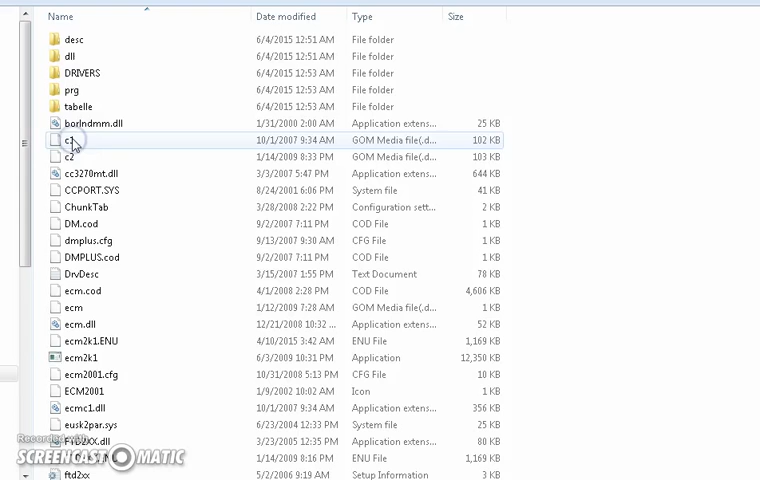 Name Date modified Type Size
desc 6/4/2015 12:51 AM File folder
dll 6/4/2015 12:51 AM File folder
DRIVERS 6/4/2015 12:53 AM File folder
prg 6/4/2015 12:53 AM File folder
tabelle 6/4/2015 12:53 AM File folder
borlndmm.dll 1/31/2000 2:00 AM Application extens... 25 KB
c1 10/1/2007 9:34 AM GOM Media file(.d... 102 KB
c2 1/14/2009 8:33 PM GOM Media file(.d... 103 KB
cc3270mt.dll 3/3/2007 5:47 PM Application extens... 644 KB
CCPORT.SYS 8/24/2001 6:06 PM System file 41 KB
ChunkTab 3/28/2008 2:22 PM Configuration sett... 2 KB
DM.cod 9/2/2007 7:11 PM COD File 1 KB
dmplus.cfg 9/13/2007 9:30 AM CFG File 1 KB
DMPLUS.cod 9/2/2007 7:11 PM COD File 1 KB
DrvDesc 3/15/2007 1:55 PM Text Document 78 KB
ecm.cod 4/1/2008 2:28 PM COD File 4,606 KB
ecm 1/12/2009 7:28 AM GOM Media file(.d... 1 KB
ecm.dll 12/21/2008 10:32 ... Application extens... 52 KB
ecm2k1.ENU 4/10/2015 3:42 AM ENU File 1,169 KB
ecm2k1 6/3/2009 10:31 PM Application 12,350 KB
ecm2001.cfg 10/31/2008 5:13 PM CFG File 1 KB
ECM2001 1/9/2002 10:02 AM Icon 1 KB
ecmc1.dll 10/1/2007 9:34 AM Application extens... 356 KB
eusk2par.sys 6/23/2004 12:33 PM System file 25 KB
FTD2XX.dll 3/23/2005 12:35 PM Application extens... 80 KB
1/14/2009 8:16 PM ENU File 1,169 KB
ftd2xx 5/2/2006 9:19 AM Setup Information 3 KB
Recorded with
SCREENCAST MATIC